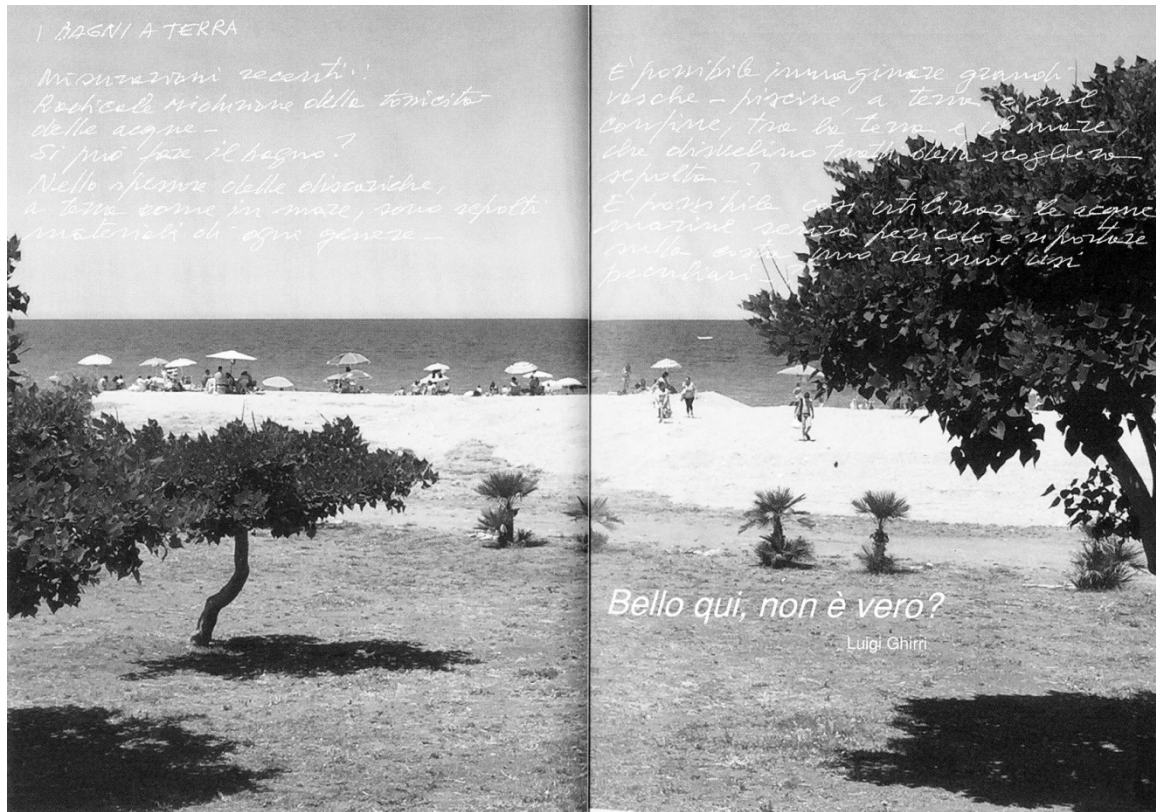 I BAGNI A TERRA
Misurazioni recenti!!
Radicale riduzione della tossicità
delle acque -
Si può fare il bagno?
Nello spessore delle discariche,
a terra come in mare, sono sepolti
materiali di ogni genere
È possibile immaginare grandi
vasche - piscine, a terra e sul
confine, tra la terra e il mare,
che disvelino tratti della scogliera
sepolta - ?
È possibile così utilizzare le acque
marine senza pericolo e riportare
sulla costa uno dei suoi usi
peculiari
Bello qui, non è vero?
Luigi Ghirri